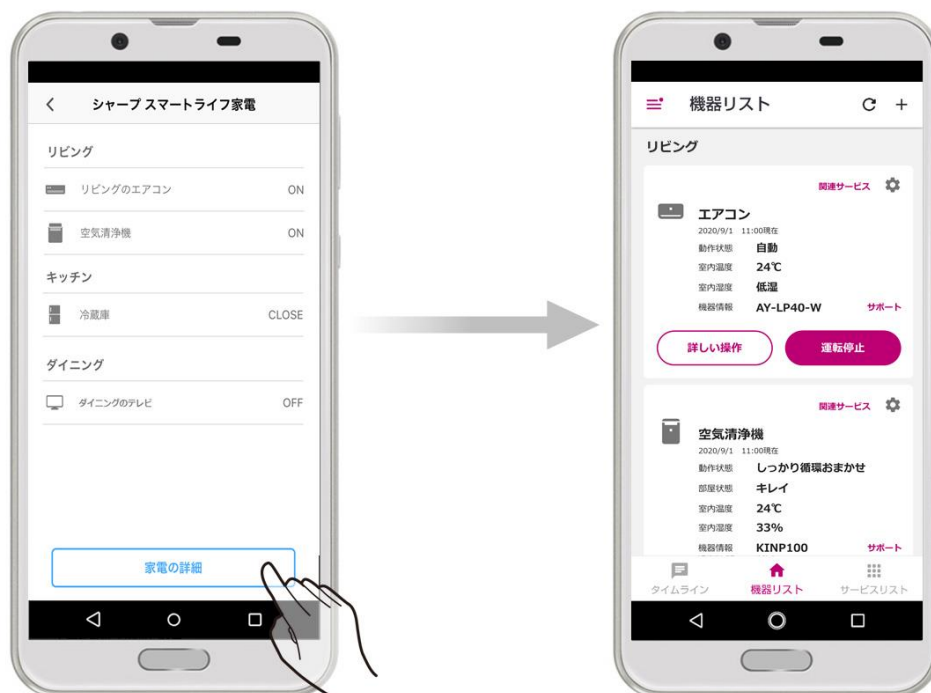 シャープ スマートライフ家電
リビング
リビングのエアコン ON
空気清浄機 ON
キッチン
冷蔵庫 CLOSE
ダイニング
ダイニングのテレビ OFF
家電の詳細
機器リスト
リビング
関連サービス
エアコン
2020/9/1 11:00現在
動作状態 自動
室内温度 24℃
室内湿度 低湿
機器情報 AY-LP40-W サポート
詳しい操作 運転停止
関連サービス
空気清浄機
2020/9/1 11:00現在
動作状態 しっかり循環おまかせ
部屋状態 キレイ
室内温度 24℃
室内湿度 33%
機器情報 KINP100 サポート
タイムライン 機器リスト サービスリスト